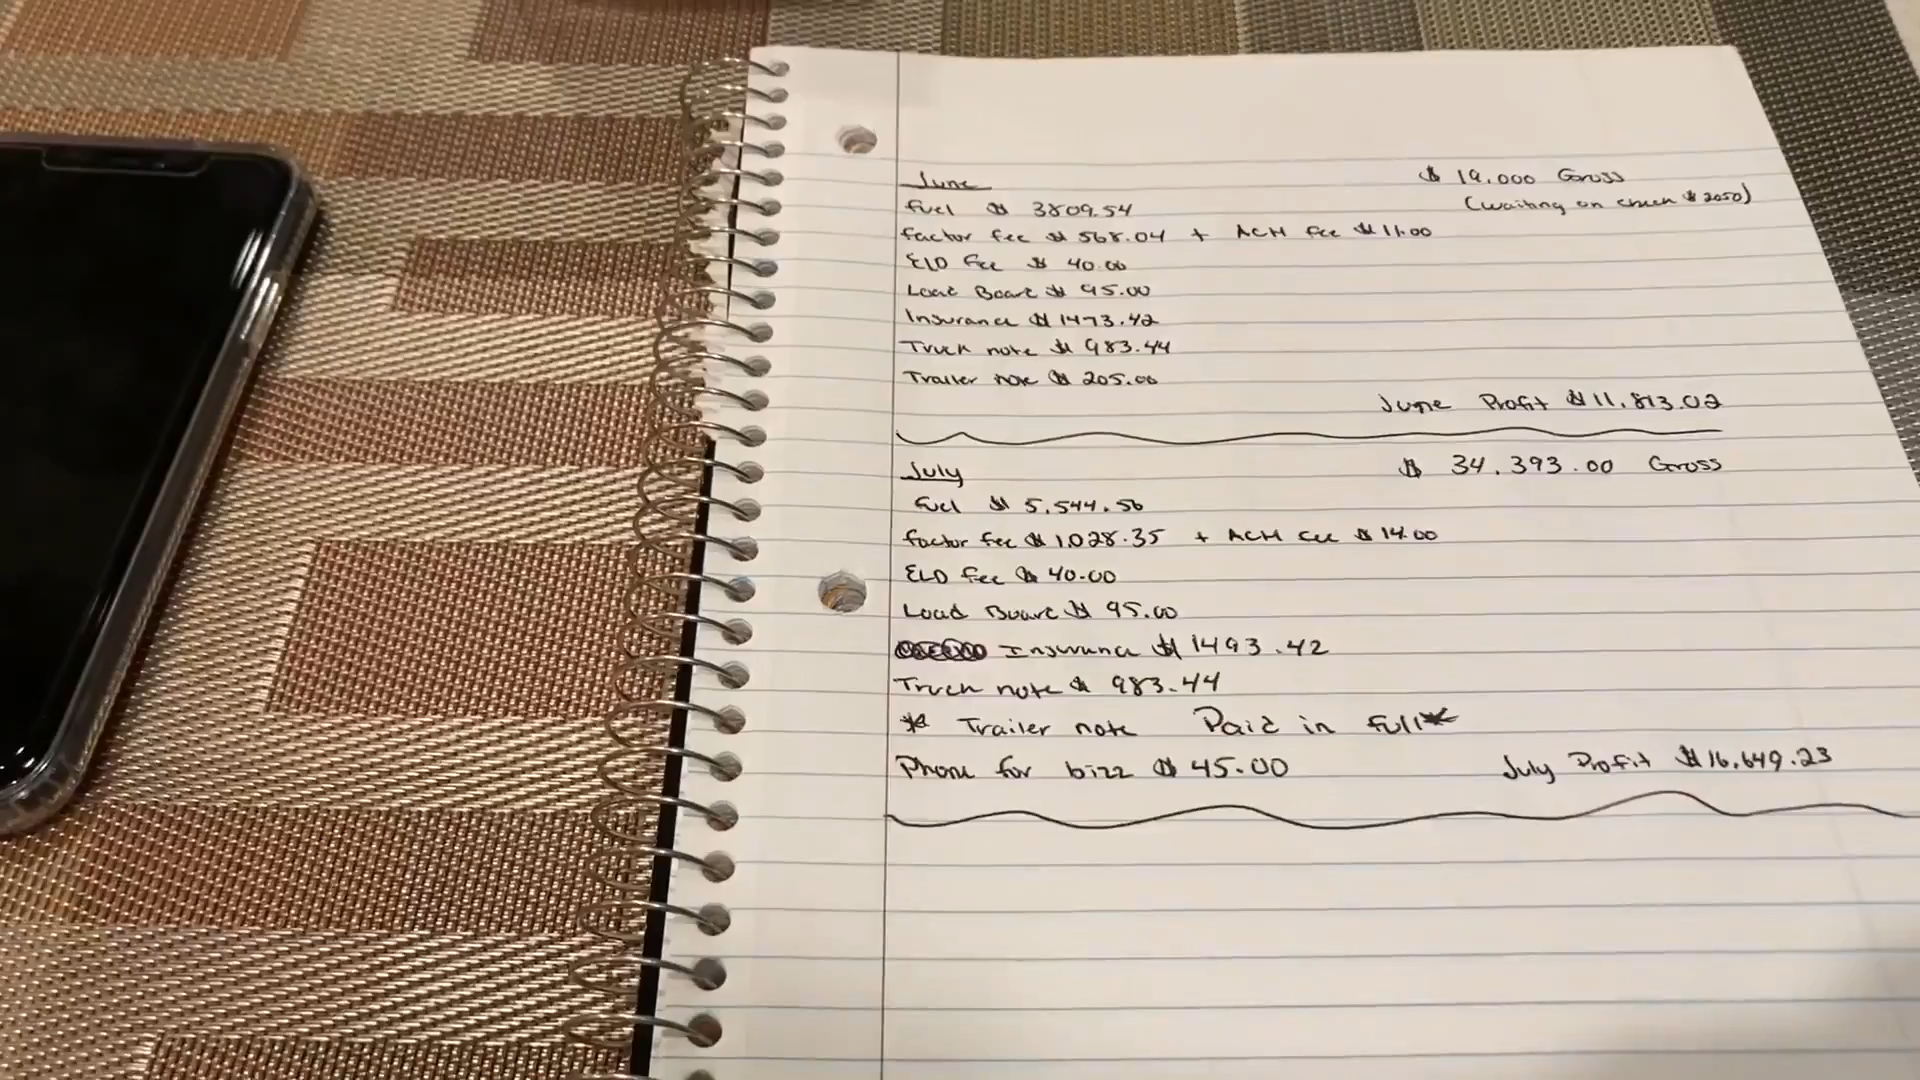 June
$ 19,000 Gross
(waiting on check $2050)
fuel $ 3809.54
factor fee $ 568.04 + ACH fee $11.00
ELD fee $ 40.00
Load Board $ 95.00
Insurance $1473.42
Truck note $ 983.44
Trailer note $ 205.00
June Profit $11,813.02
July
$ 34,393.00 Gross
fuel $ 5,544.56
factor fee $1,028.35 + ACH fee $14.00
ELD fee $40.00
Load Board $ 95.00
Insurance $1493.42
Truck note $ 983.44
* Trailer note Paid in full*
Phone for bizz $ 45.00
July Profit $16,649.23